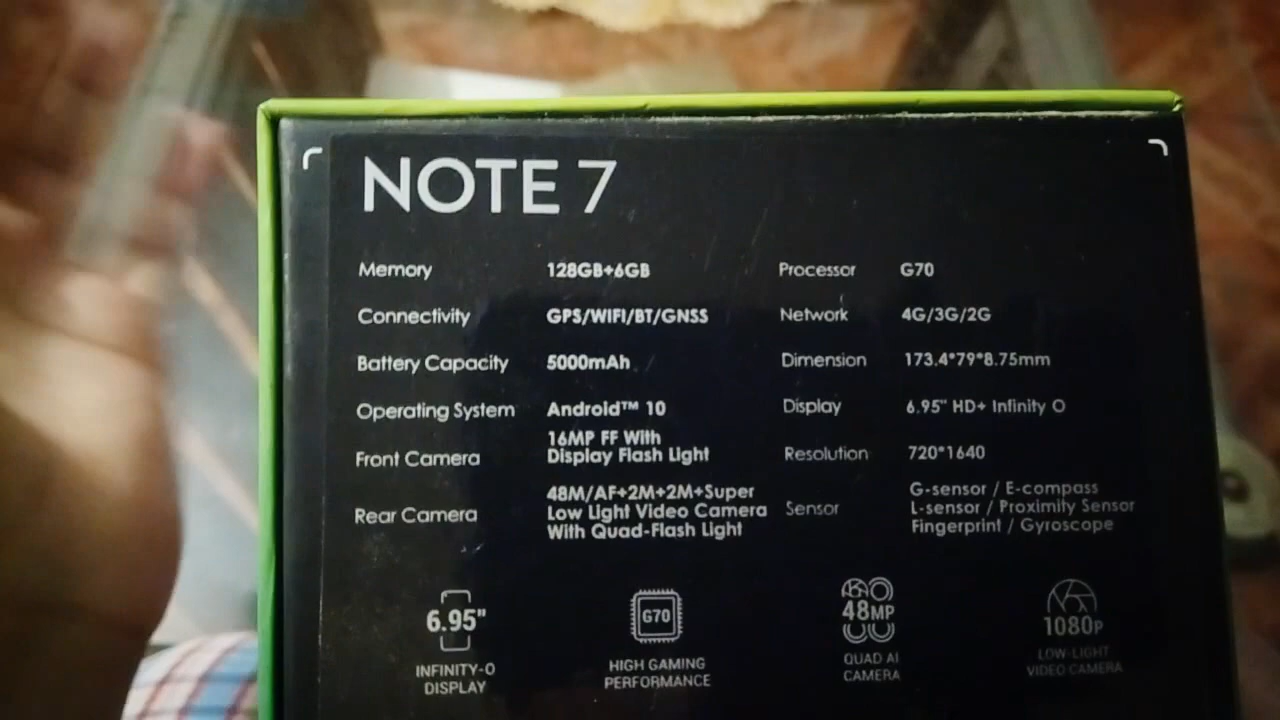 NOTE 7
Memory 128GB+6GB Processor G70
Connectivity GPS/WIFI/BT/GNSS Network 4G/3G/2G
Battery Capacity 5000mAh Dimension 173.4*79*8.75mm
Operating System Android™ 10 Display 6.95" HD+ Infinity O
Front Camera 16MP FF With
Display Flash Light Resolution 720*1640
Rear Camera 48M/AF+2M+2M+Super
Low Light Video Camera
With Quad-Flash Light
Sensor G-sensor / E-compass
L-sensor / Proximity Sensor
Fingerprint / Gyroscope
6.95"
INFINITY-O
DISPLAY
G70
HIGH GAMING
PERFORMANCE
48MP
QUAD AI
CAMERA
1080P
LOW-LIGHT
VIDEO CAMERA